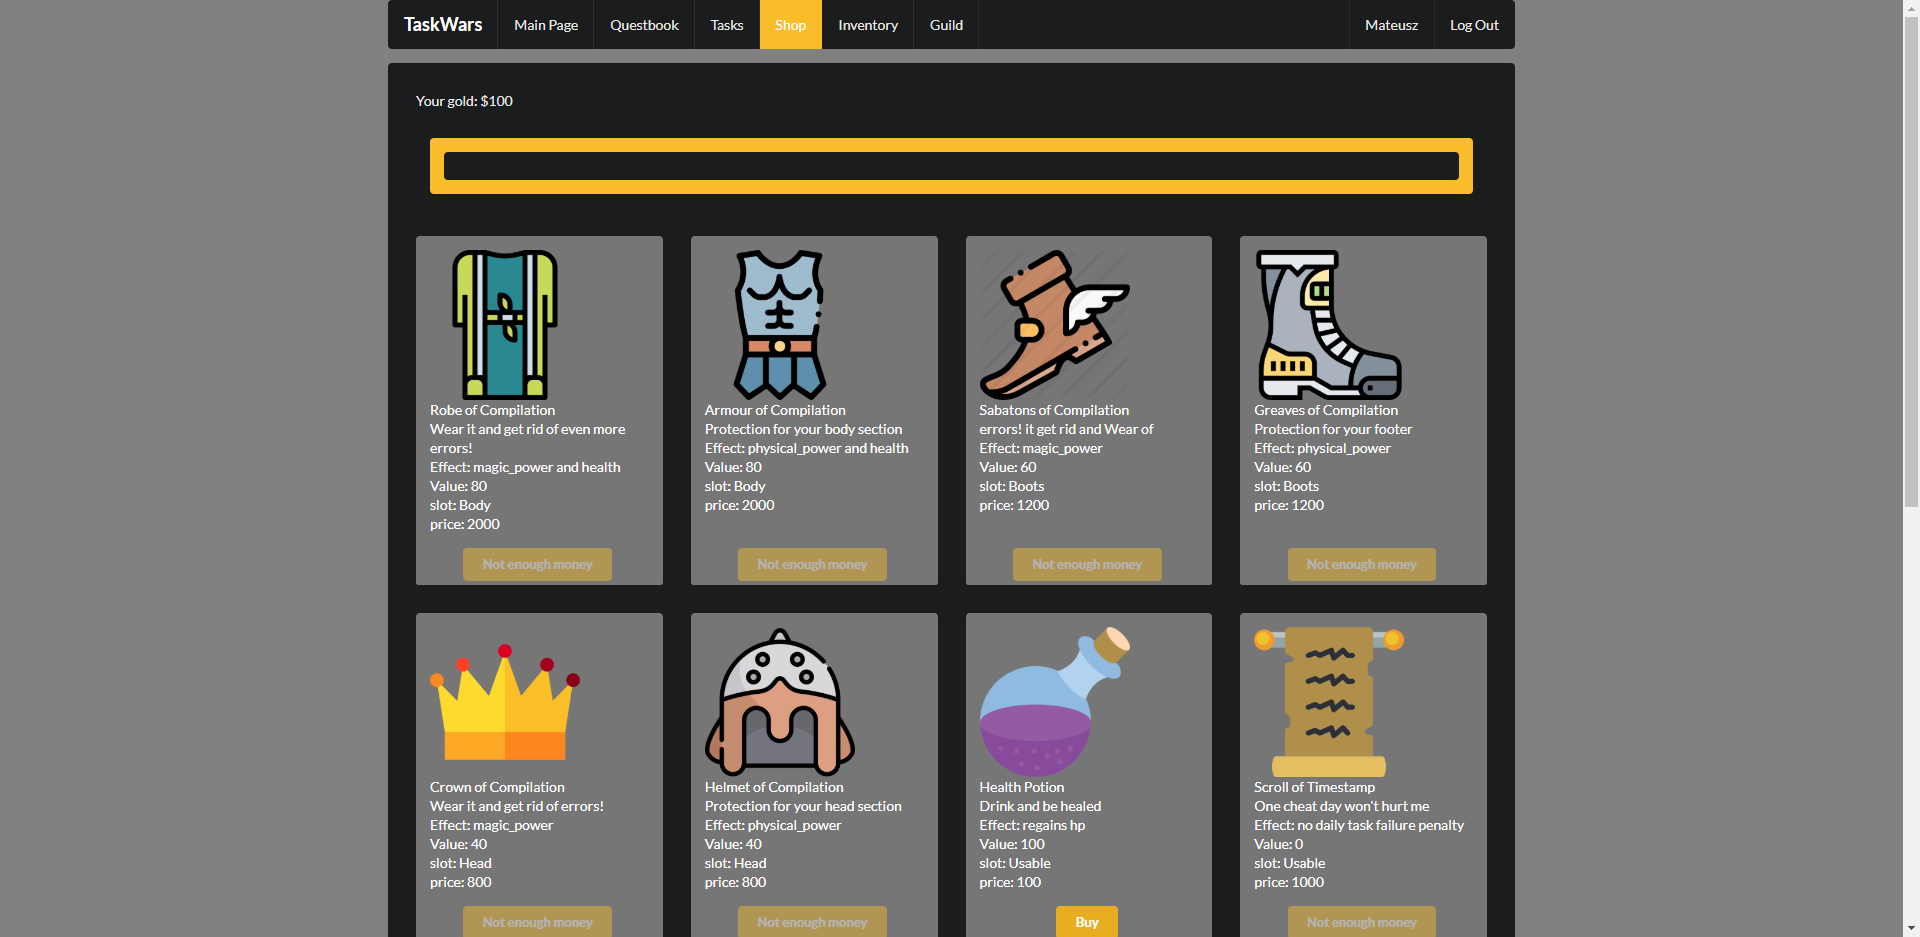 TaskWars Main Page Questbook Tasks Shop Inventory Guild Mateusz Log Out
Your gold: $100
Robe of Compilation
Wear it and get rid of even more
errors!
Effect: magic_power and health
Value: 80
slot: Body
price: 2000
Not enough money
Armour of Compilation
Protection for your body section
Effect: physical_power and health
Value: 80
slot: Body
price: 2000
Not enough money
Sabatons of Compilation
errors! it get rid and Wear of
Effect: magic_power
Value: 60
slot: Boots
price: 1200
Not enough money
Greaves of Compilation
Protection for your footer
Effect: physical_power
Value: 60
slot: Boots
price: 1200
Not enough money
Crown of Compilation
Wear it and get rid of errors!
Effect: magic_power
Value: 40
slot: Head
price: 800
Not enough money
Helmet of Compilation
Protection for your head section
Effect: physical_power
Value: 40
slot: Head
price: 800
Not enough money
Health Potion
Drink and be healed
Effect: regains hp
Value: 100
slot: Usable
price: 100
Buy
Scroll of Timestamp
One cheat day won't hurt me
Effect: no daily task failure penalty
Value: 0
slot: Usable
price: 1000
Not enough money